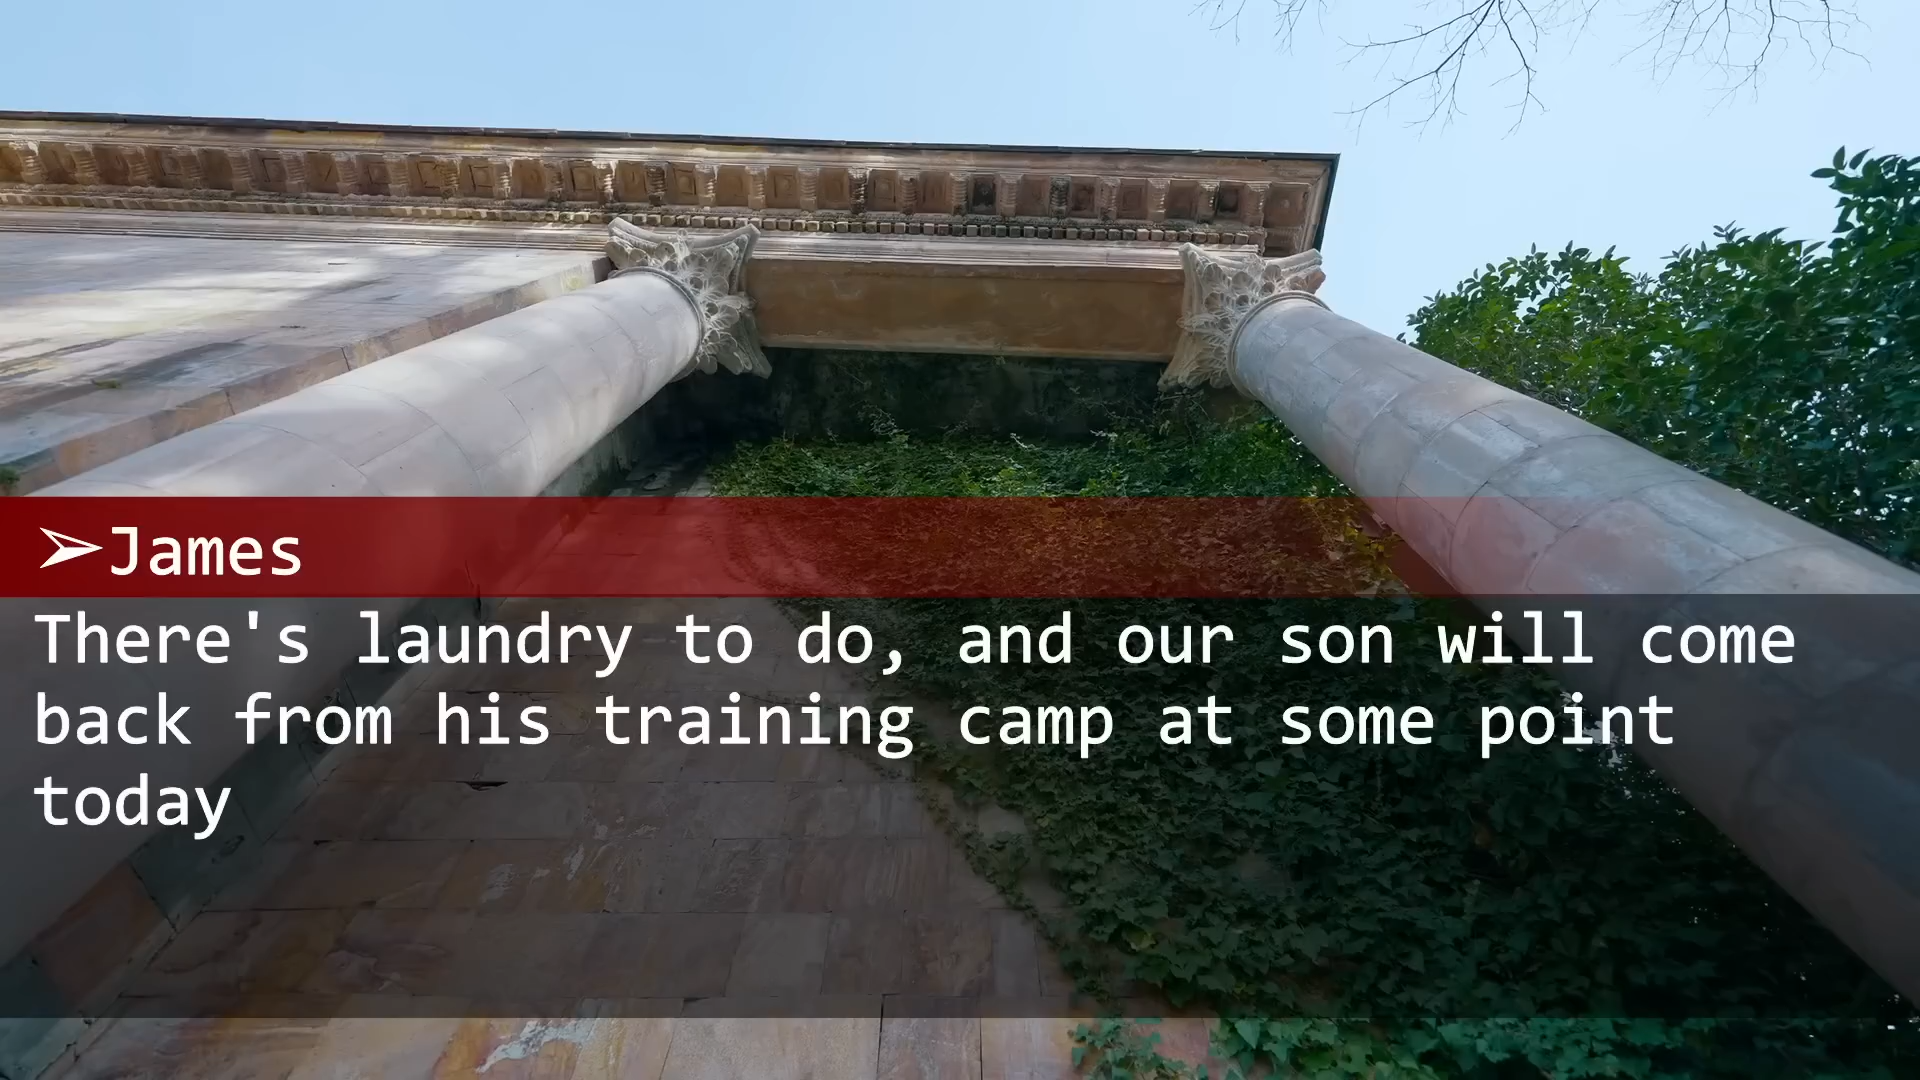 ➢James
There's laundry to do, and our son will come
back from his training camp at some point
today